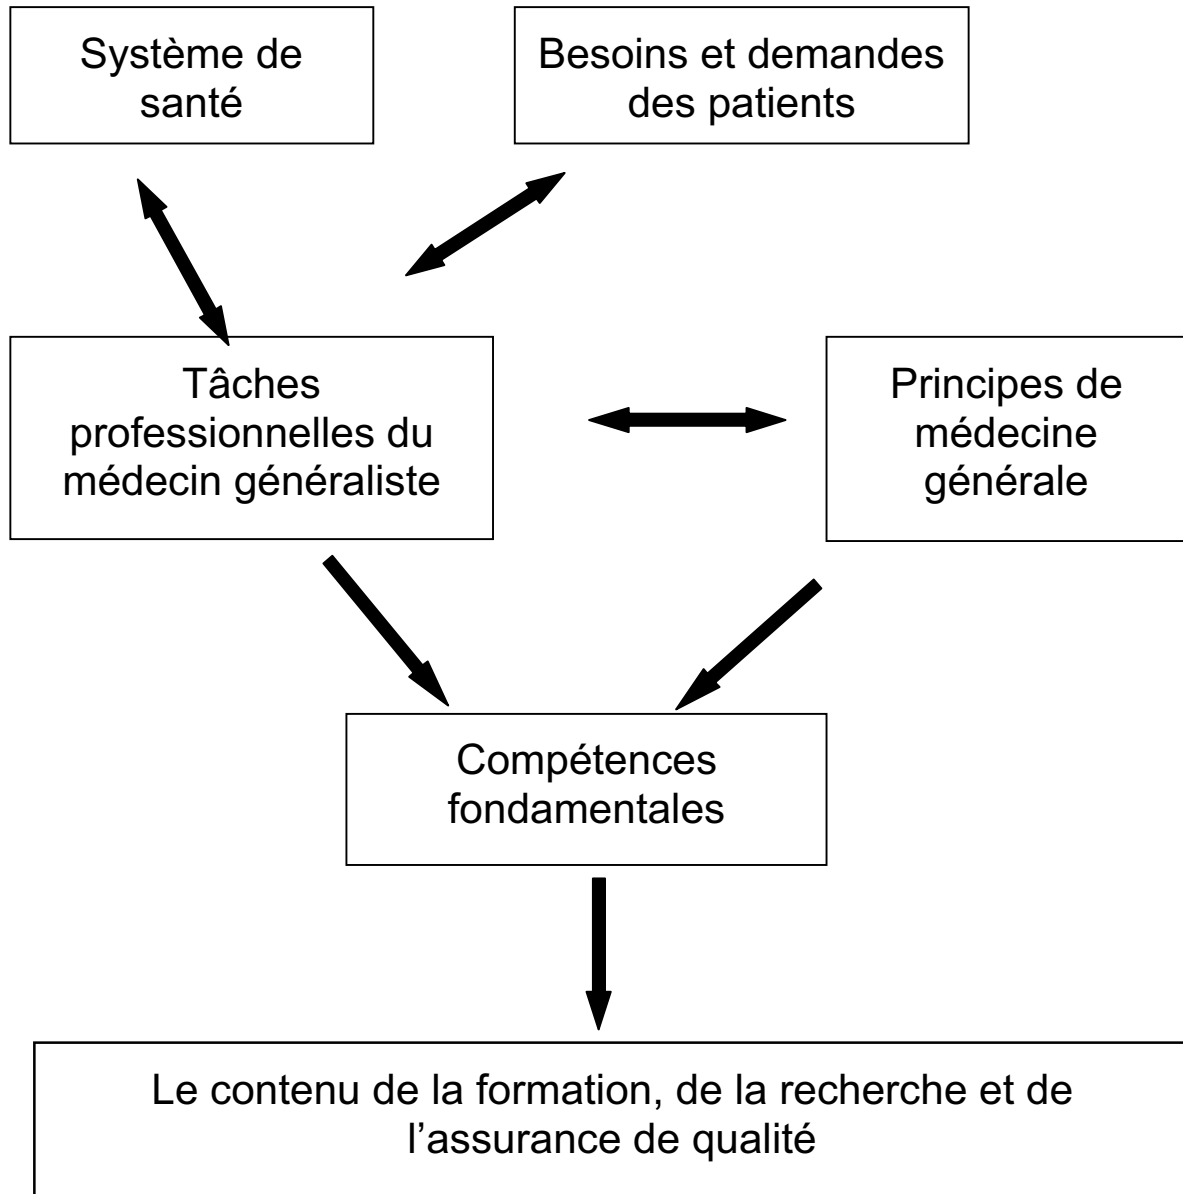 Système de
santé
Besoins et demandes
des patients
Tâches
professionnelles du
médecin généraliste
Principes de
médecine
générale
Compétences
fondamentales
Le contenu de la formation, de la recherche et de
l’assurance de qualité